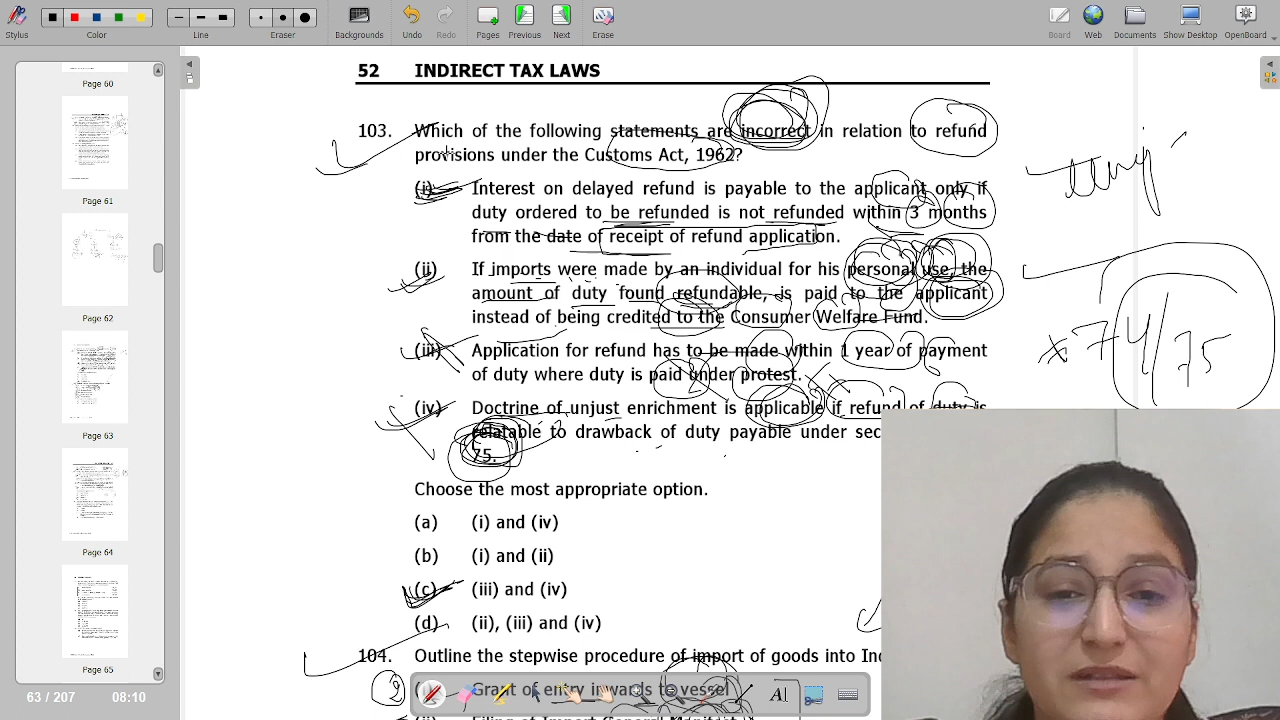 Stylus
Color
Line
Eraser
Backgrounds
Undo
Redo
Pages
Previous
Next
Erase
Board
Web
Documents
Show Desktop
OpenBoard
Page 60
Page 61
Page 62
Page 63
Page 64
Page 65
63 / 207
08:10
52 INDIRECT TAX LAWS
103. Which of the following statements are incorrect in relation to refund
provisions under the Customs Act, 1962?
(i) Interest on delayed refund is payable to the applicant only if
duty ordered to be refunded is not refunded within 3 months
from the date of receipt of refund application.
(ii) If imports were made by an individual for his personal use, the
amount of duty found refundable, is paid to the applicant
instead of being credited to the Consumer Welfare Fund.
(iii) Application for refund has to be made within 1 year of payment
of duty where duty is paid under protest.
(iv) Doctrine of unjust enrichment is applicable if refund of duty is
relatable to drawback of duty payable under sec
75.
Choose the most appropriate option.
(a) (i) and (iv)
(b) (i) and (ii)
(c) (iii) and (iv)
(d) (ii), (iii) and (iv)
104. Outline the stepwise procedure of import of goods into Inc
Grant of entry inwards to vessel
74/75